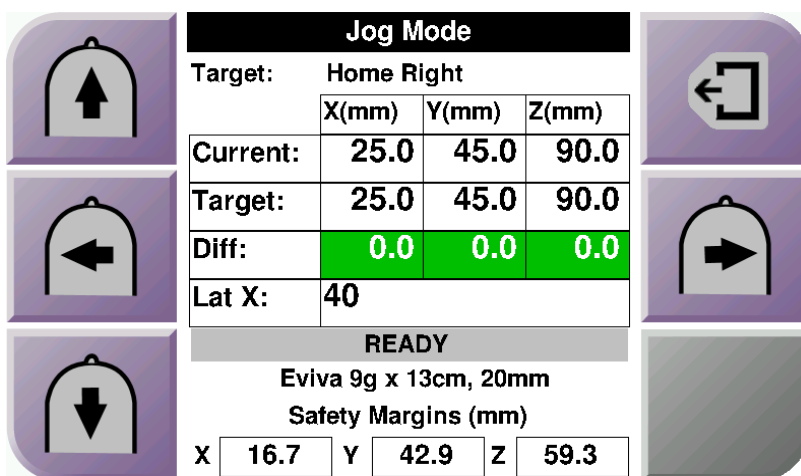 Jog Mode
Target: Home Right
X(mm) Y(mm) Z(mm)
Current: 25.0 45.0 90.0
Target: 25.0 45.0 90.0
Diff: 0.0 0.0 0.0
Lat X: 40
READY
Eviva 9g x 13cm, 20mm
Safety Margins (mm)
X 16.7 Y 42.9 Z 59.3